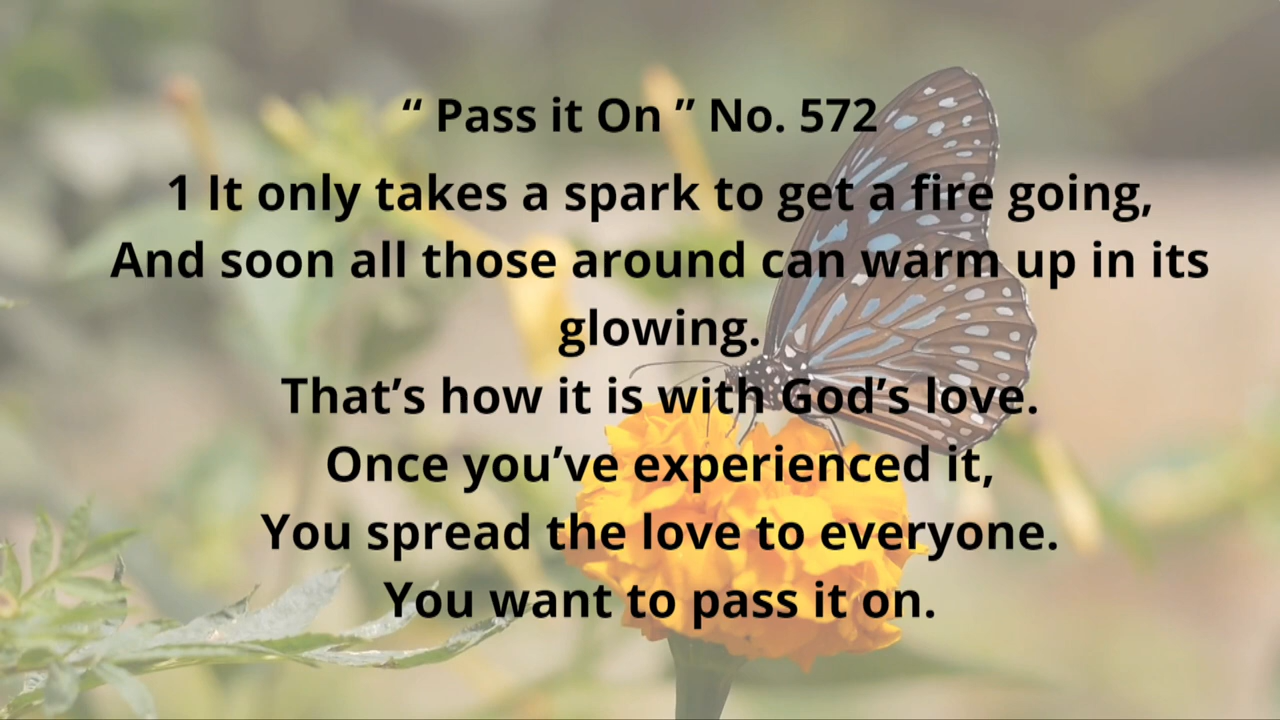 “ Pass it On ” No. 572
1 It only takes a spark to get a fire going,
And soon all those around can warm up in its
glowing.
That’s how it is with God’s love.
Once you’ve experienced it,
You spread the love to everyone.
You want to pass it on.